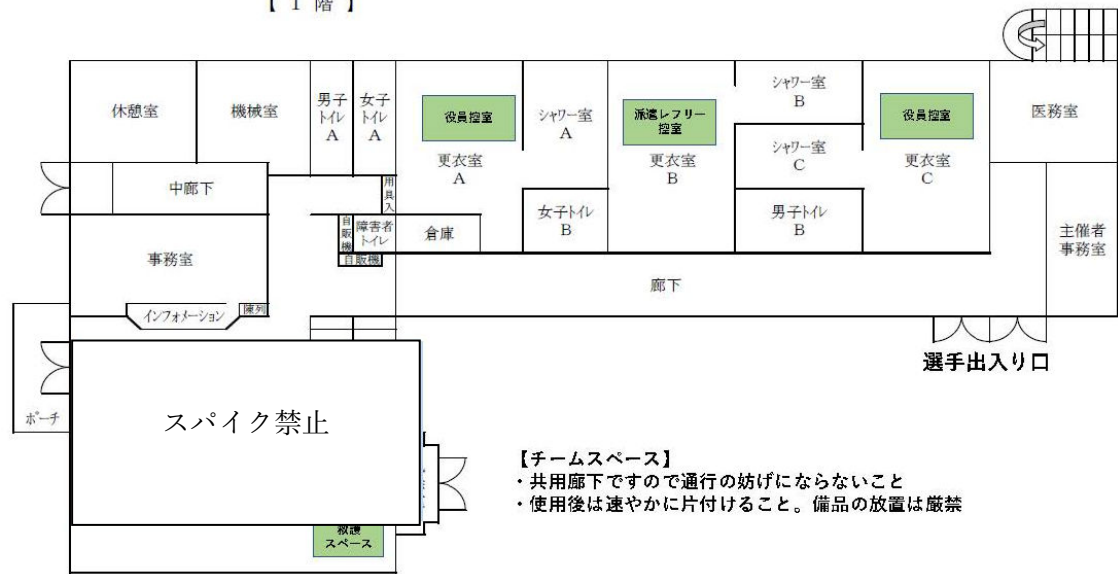 【 1 階 】
休憩室
機械室
男子
トイレ
A
女子
トイレ
A
役員控室
更衣室
A
シャワー室
A
派遣レフリー
控室
更衣室
B
シャワー室
B
シャワー室
C
役員控室
更衣室
C
医務室
中廊下
用具入
自販機
障害者
トイレ
自販機
倉庫
女子トイレ
B
男子トイレ
B
主催者
事務室
事務室
廊下
インフォメーション
陳列
選手出入り口
ポーチ
スパイク禁止
【チームスペース】
・共用廊下ですので通行の妨げにならないこと
・使用後は速やかに片付けること。備品の放置は厳禁
救護
スペース